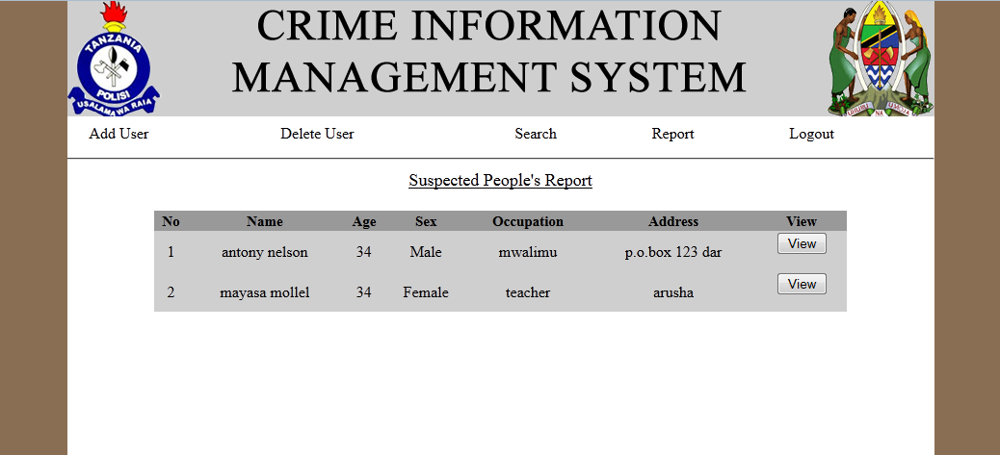 CRIME INFORMATION
MANAGEMENT SYSTEM
TANZANIA
POLISI
USALAMA WA RAIA
UHURU NA UMOJA
Add User Delete User Search Report Logout
Suspected People's Report
No Name Age Sex Occupation Address View
1 antony nelson 34 Male mwalimu p.o.box 123 dar View
2 mayasa mollel 34 Female teacher arusha View